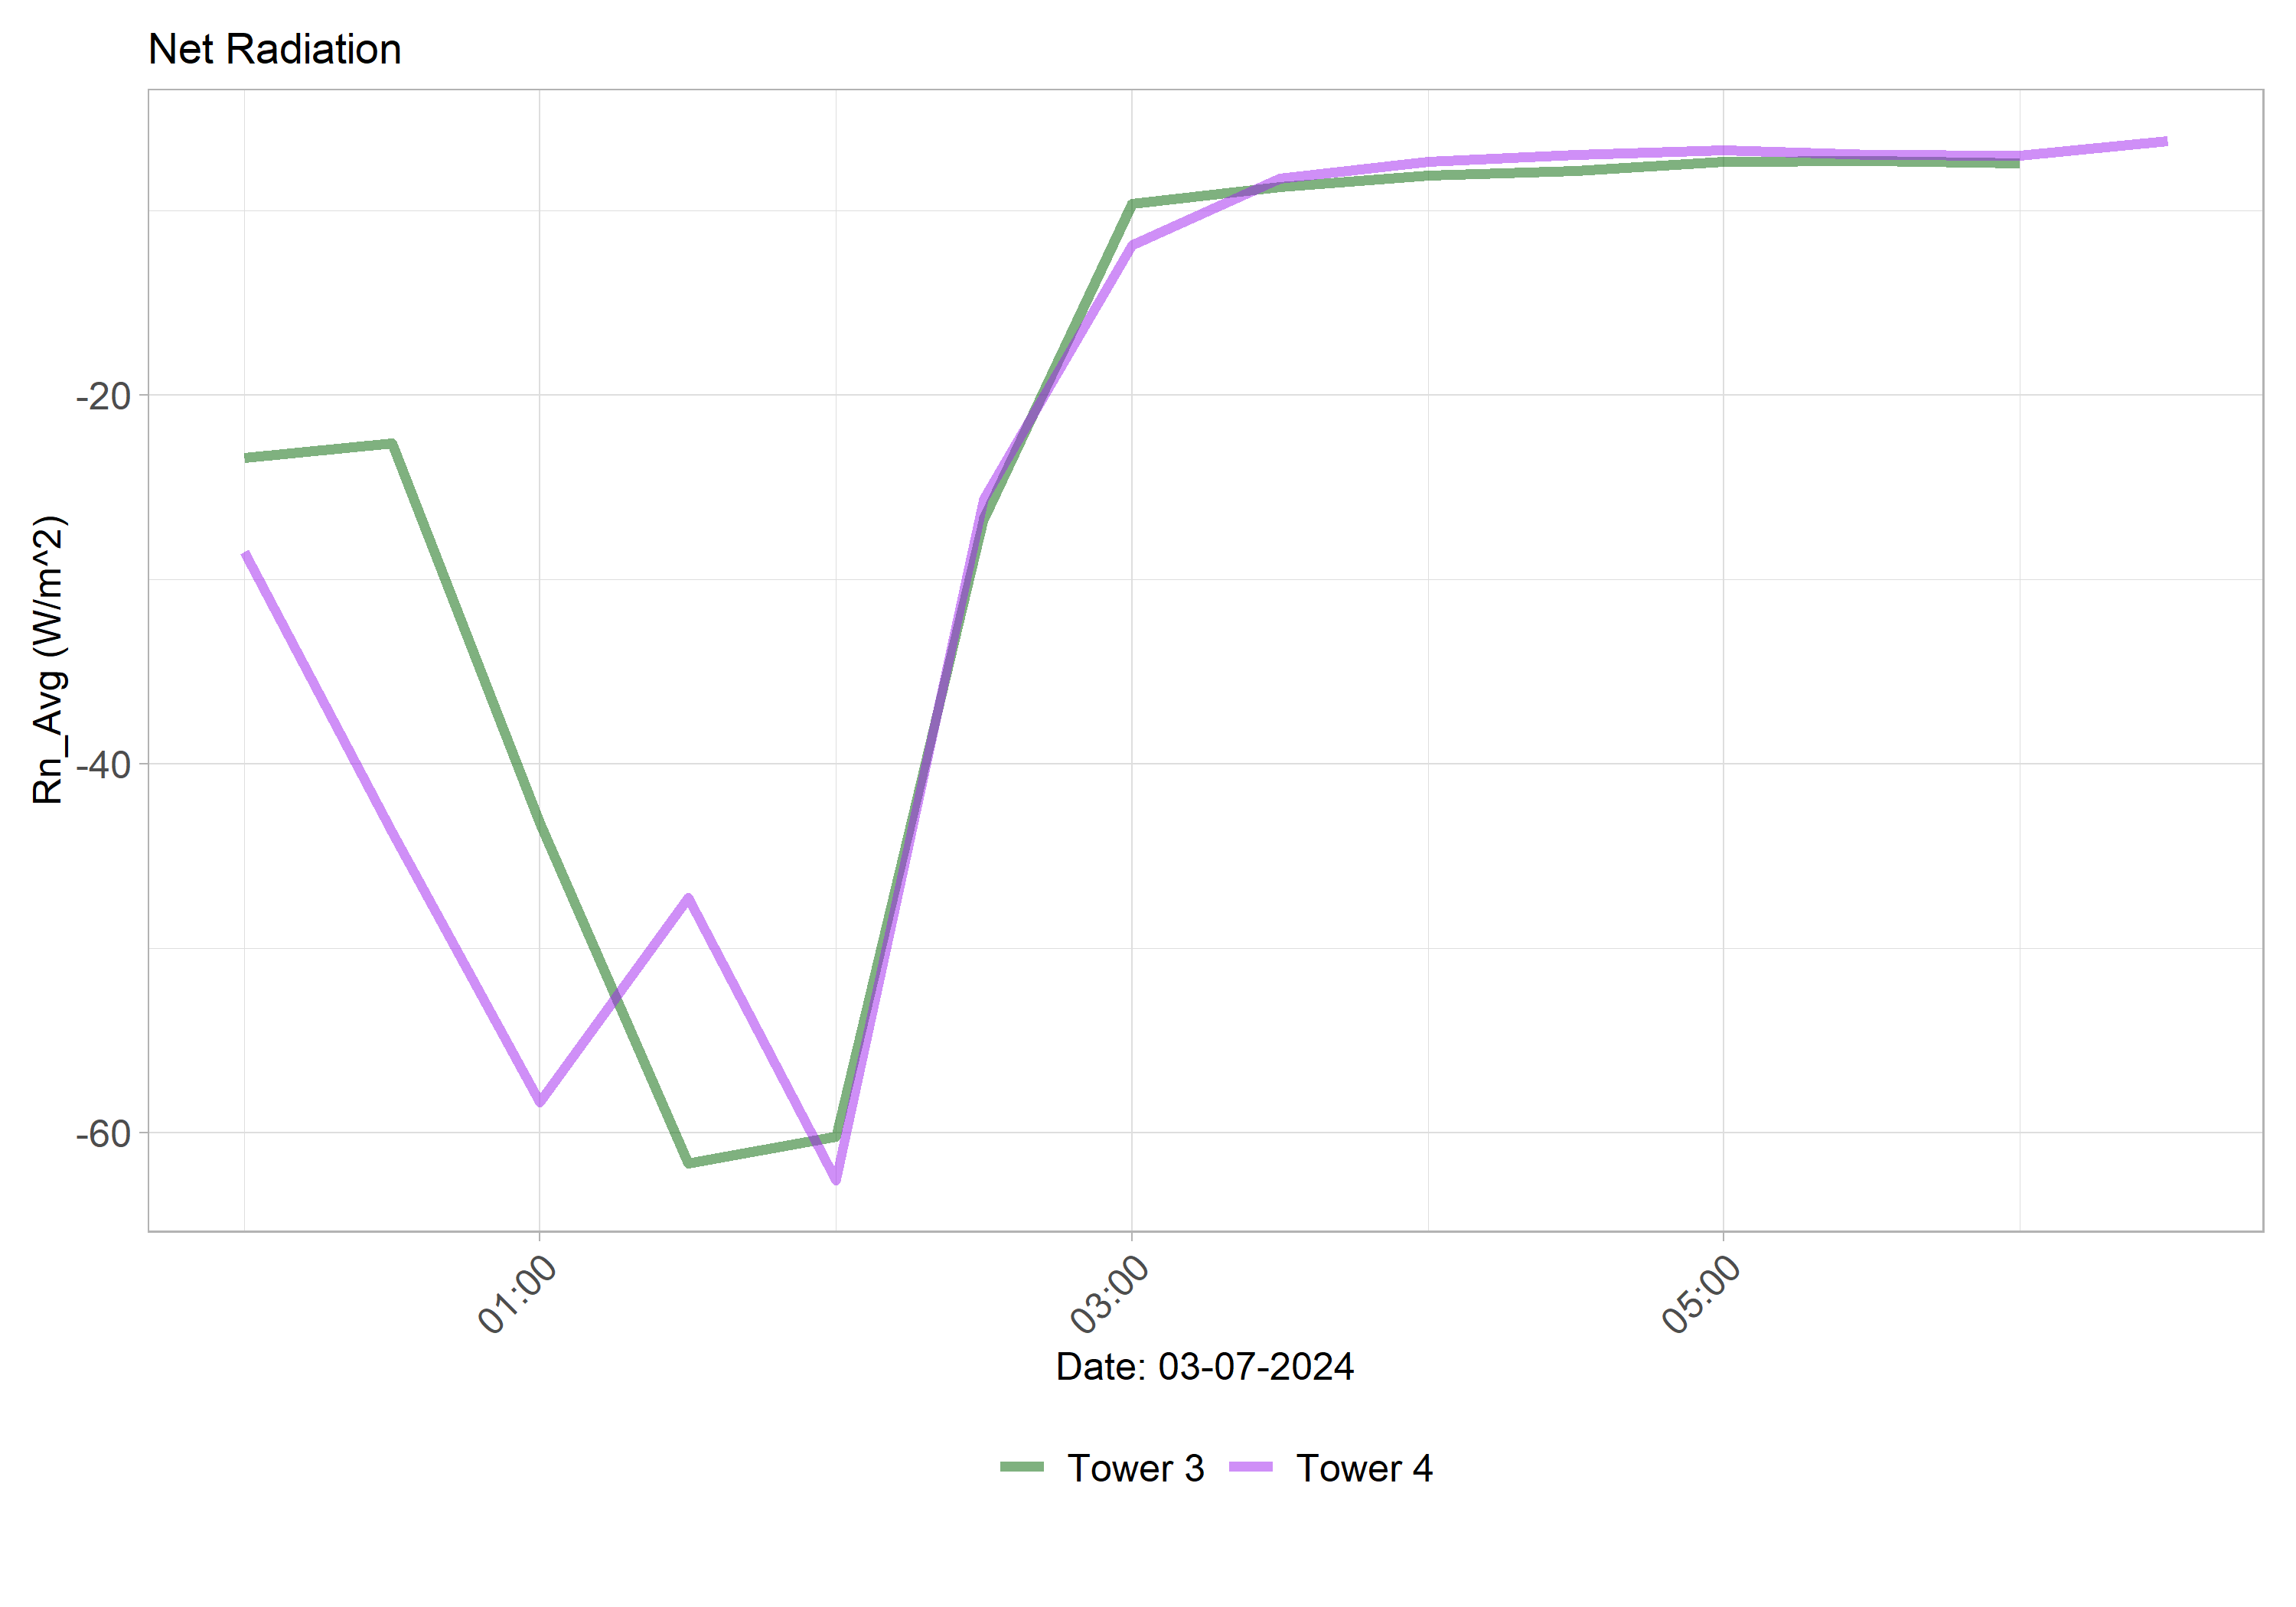 Net Radiation
Rn_Avg (W/m^2)
-20
-40
-60
01:00
03:00
05:00
Date: 03-07-2024
Tower 3
Tower 4